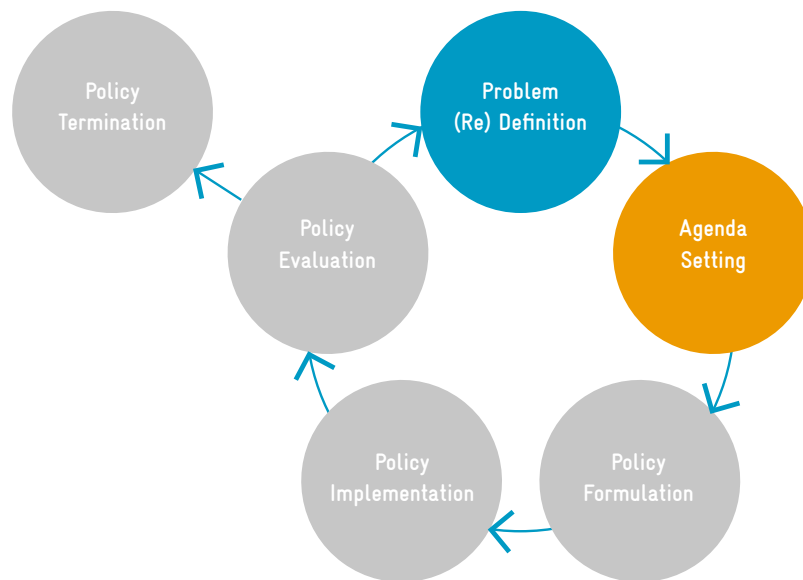 Policy
Termination
Problem
(Re) Definition
Policy
Evaluation
Agenda
Setting
Policy
Implementation
Policy
Formulation